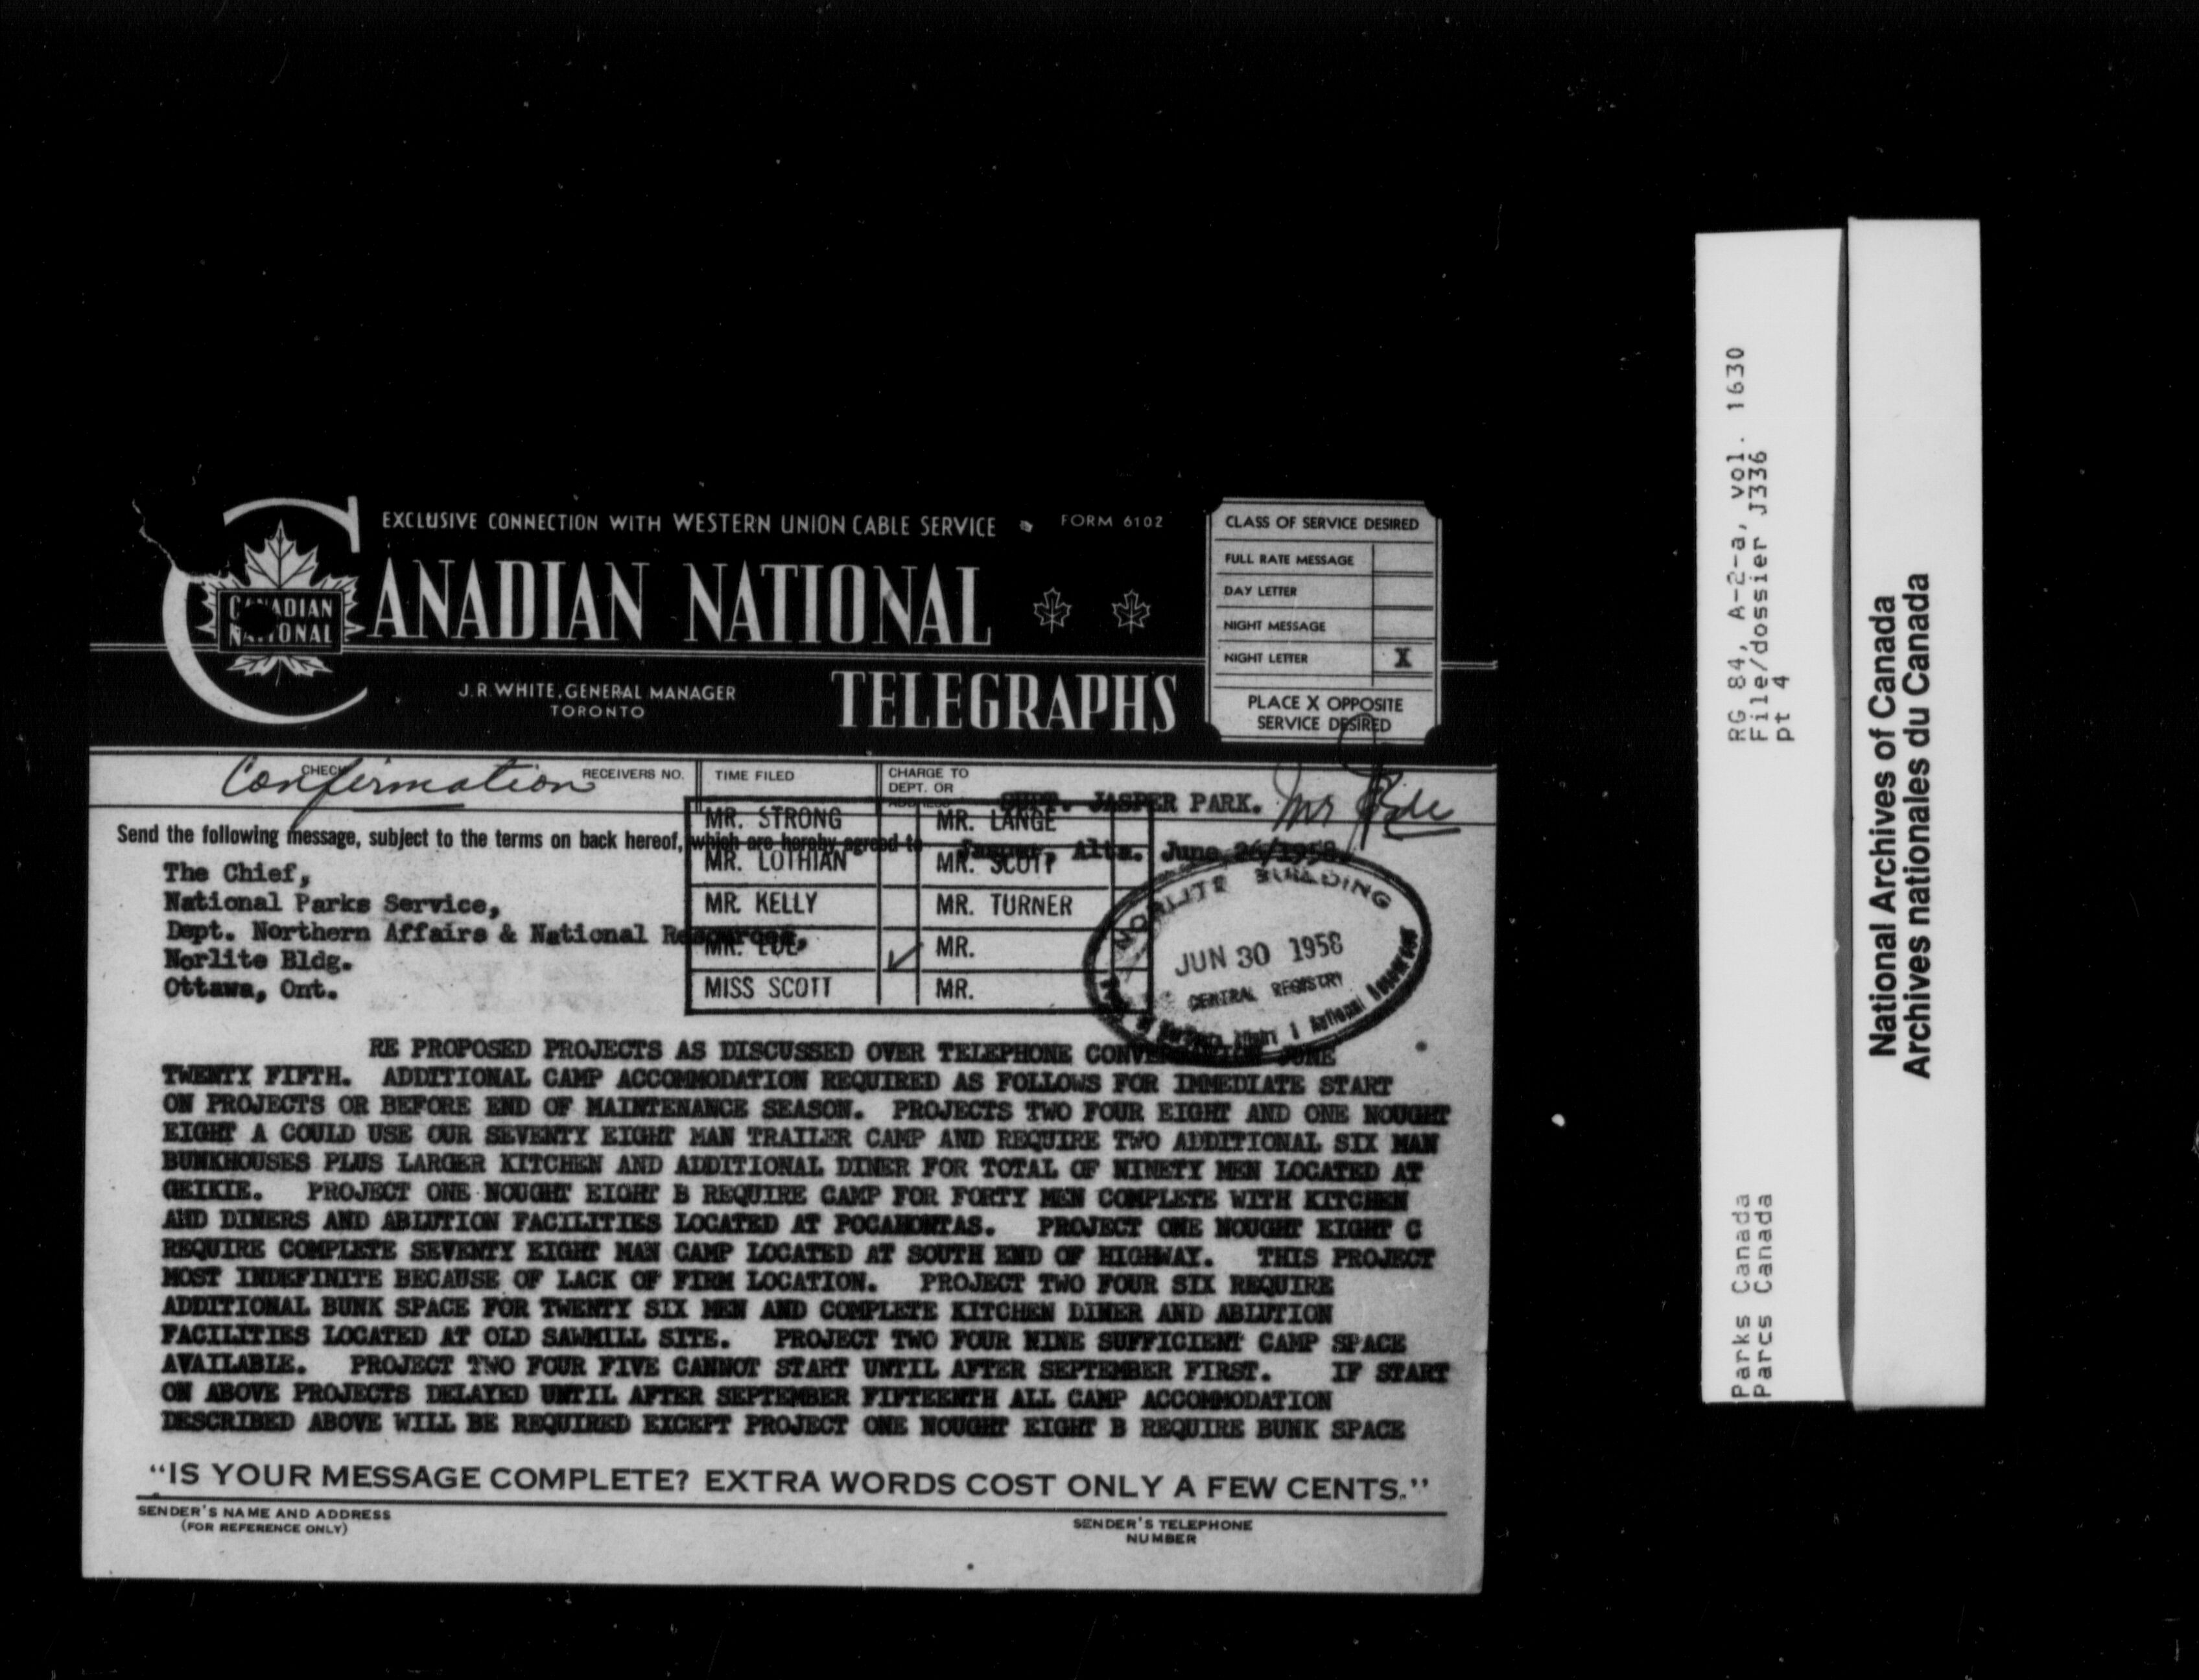 EXCLUSIVE CONNECTION WITH WESTERN UNION CABLE SERVICE FORM 6102
CANADIAN NATIONAL
CANADIAN NATIONAL
TELEGRAPHS
J. R. WHITE, GENERAL MANAGER
TORONTO
CLASS OF SERVICE DESIRED
FULL RATE MESSAGE
DAY LETTER
NIGHT MESSAGE
NIGHT LETTER X
PLACE X OPPOSITE
SERVICE DESIRED
Confirmation
CHECK RECEIVERS NO. TIME FILED CHARGE TO
DEPT. OR
ADDRESS
SUPT. JASPER PARK. Mr
Send the following message, subject to the terms on back hereof, which are hereby agreed to
Jasper, Alta. June 26/1958.
MR. STRONG MR. LANGE
MR. LOTHIAN MR. SCOTT
MR. KELLY MR. TURNER
MR. MR.
MISS SCOTT MR.
The Chief,
National Parks Service,
Dept. Northern Affairs & National Resources,
Norlite Bldg.
Ottawa, Ont.
NORLITE BUILDING
JUN 30 1958
CENTRAL REGISTRY
of Northern Affairs & National Resources
RE PROPOSED PROJECTS AS DISCUSSED OVER TELEPHONE CONVERSATION JUNE
TWENTY FIFTH. ADDITIONAL CAMP ACCOMMODATION REQUIRED AS FOLLOWS FOR IMMEDIATE START
ON PROJECTS OR BEFORE END OF MAINTENANCE SEASON. PROJECTS TWO FOUR EIGHT AND ONE NOUGHT
EIGHT A COULD USE OUR SEVENTY EIGHT MAN TRAILER CAMP AND REQUIRE TWO ADDITIONAL SIX MAN
BUNKHOUSES PLUS LARGER KITCHEN AND ADDITIONAL DINER FOR TOTAL OF NINETY MEN LOCATED AT
GEIKIE. PROJECT ONE NOUGHT EIGHT B REQUIRE CAMP FOR FORTY MEN COMPLETE WITH KITCHEN
AND DINERS AND ABLUTION FACILITIES LOCATED AT POCAHONTAS. PROJECT ONE NOUGHT EIGHT C
REQUIRE COMPLETE SEVENTY EIGHT MAN CAMP LOCATED AT SOUTH END OF HIGHWAY. THIS PROJECT
MOST INDEFINITE BECAUSE OF LACK OF FIRM LOCATION. PROJECT TWO FOUR SIX REQUIRE
ADDITIONAL BUNK SPACE FOR TWENTY SIX MEN AND COMPLETE KITCHEN DINER AND ABLUTION
FACILITIES LOCATED AT OLD SAWMILL SITE. PROJECT TWO FOUR NINE SUFFICIENT CAMP SPACE
AVAILABLE. PROJECT TWO FOUR FIVE CANNOT START UNTIL AFTER SEPTEMBER FIRST. IF START
ON ABOVE PROJECTS DELAYED UNTIL AFTER SEPTEMBER FIFTEENTH ALL CAMP ACCOMMODATION
DESCRIBED ABOVE WILL BE REQUIRED EXCEPT PROJECT ONE NOUGHT EIGHT B REQUIRE BUNK SPACE
"IS YOUR MESSAGE COMPLETE? EXTRA WORDS COST ONLY A FEW CENTS."
SENDER'S NAME AND ADDRESS
(FOR REFERENCE ONLY)
SENDER'S TELEPHONE
NUMBER
RG 84, A-2-a, vol. 1630
File/dossier J336
pt 4
Parks Canada
Parcs Canada
National Archives of Canada
Archives nationales du Canada